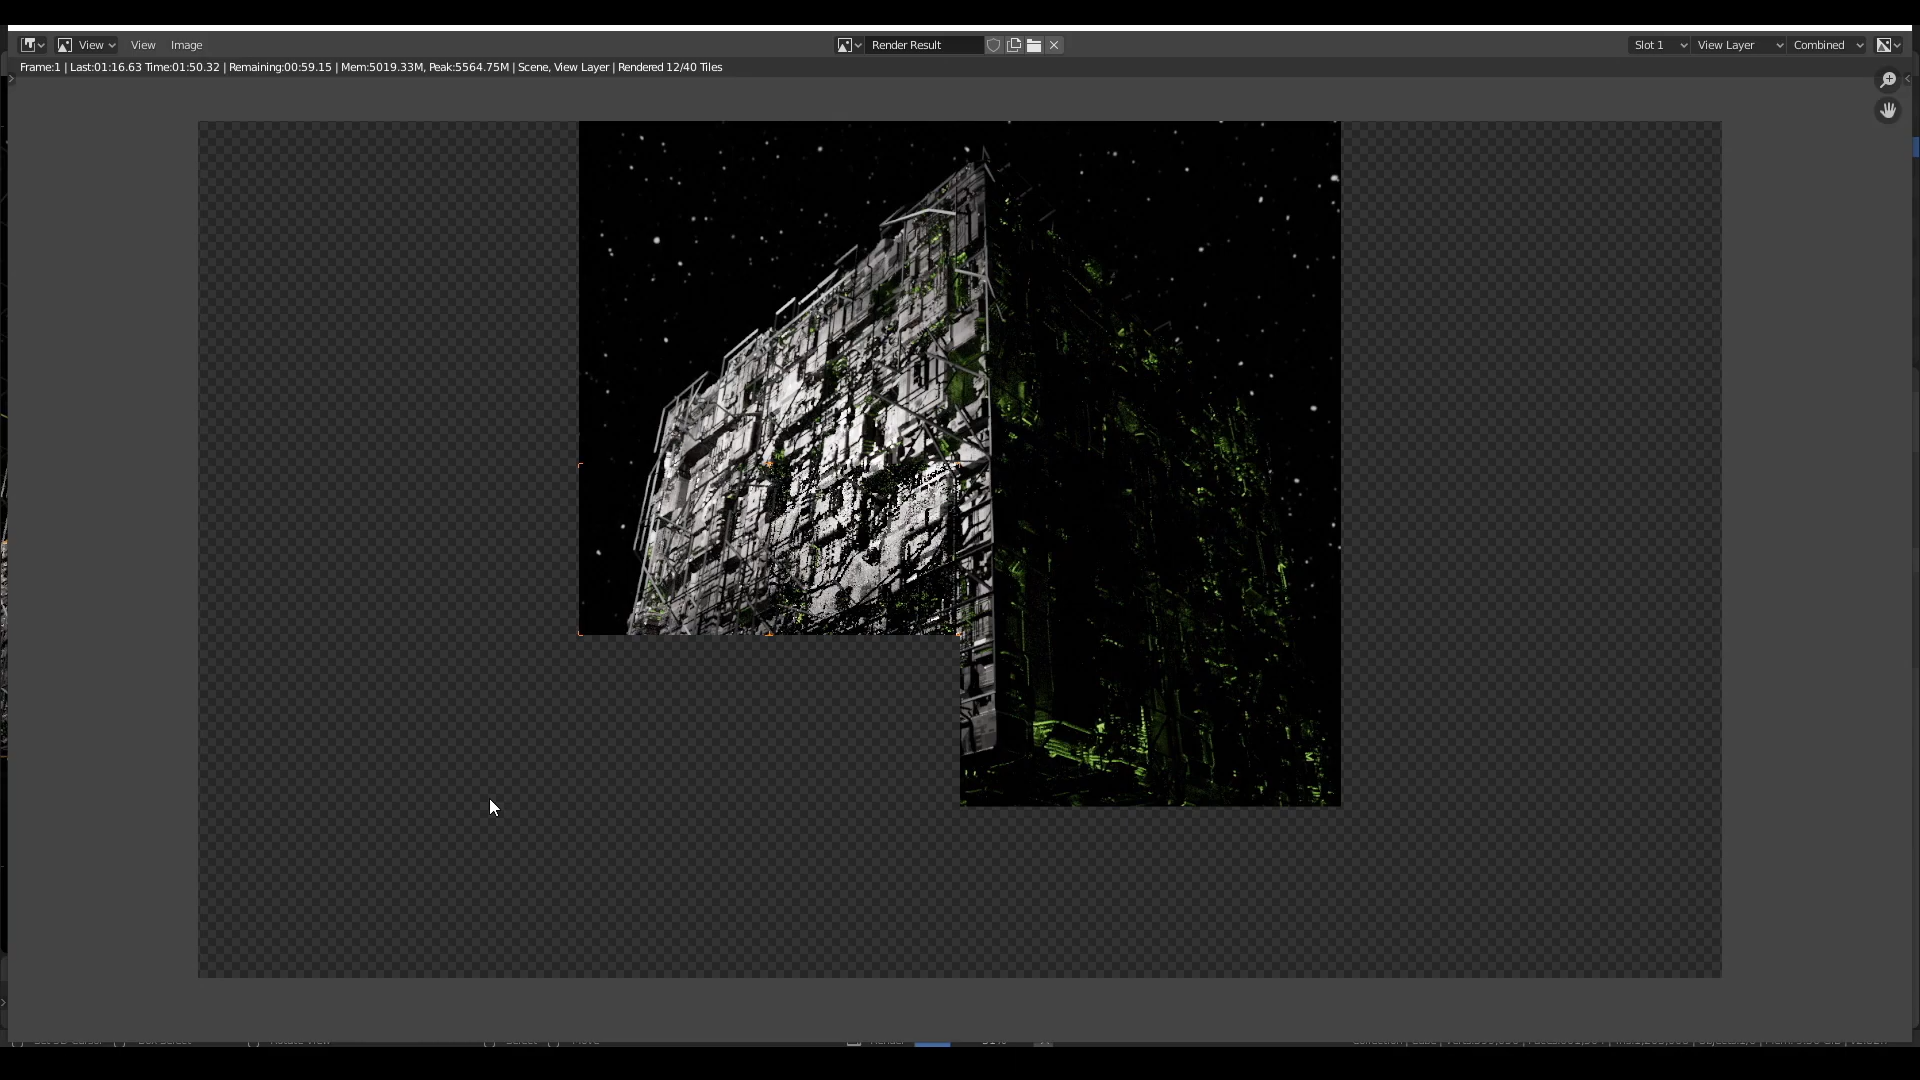 View View Image Render Result Slot 1 View Layer Combined
Frame:1 | Last:01:16.63 Time:01:50.32 | Remaining:00:59.15 | Mem:5019.33M, Peak:5564.75M | Scene, View Layer | Rendered 12/40 Tiles